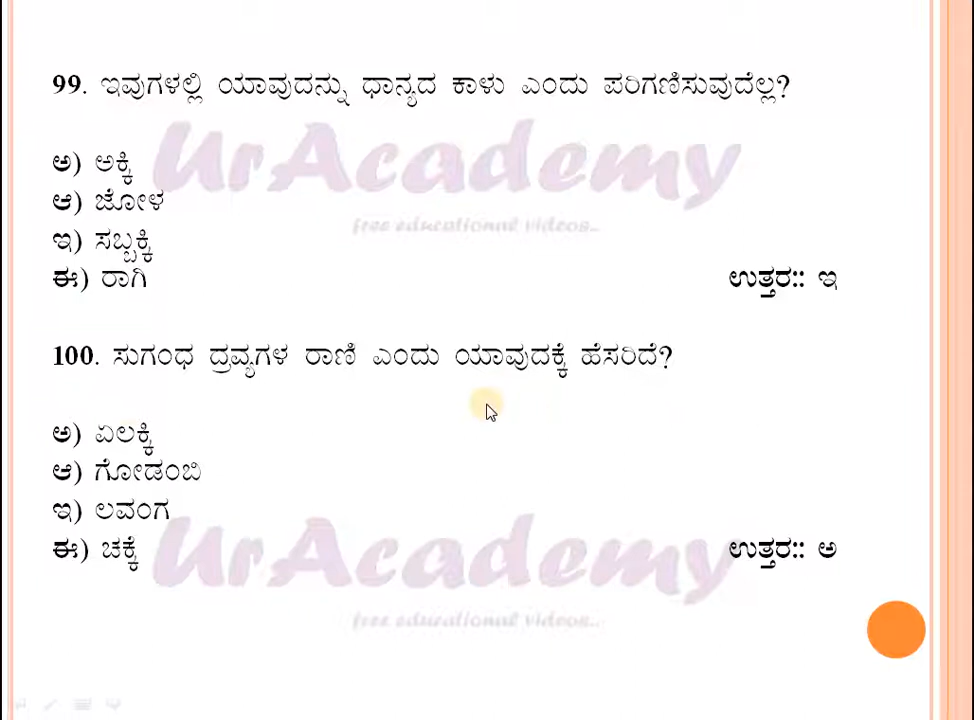 99. ಇವುಗಳಲ್ಲಿ ಯಾವುದನ್ನು ಧಾನ್ಯದ ಕಾಳು ಎಂದು ಪರಿಗಣಿಸುವುದೆಲ್ಲ?
UrAcademy
ಅ) ಅಕ್ಕಿ
ಆ) ಜೋಳ
free educational videos..
ಇ) ಸಬ್ಬಕ್ಕಿ
ಈ) ರಾಗಿ ಉತ್ತರ:: ಇ
100. ಸುಗಂಧ ದ್ರವ್ಯಗಳ ರಾಣಿ ಎಂದು ಯಾವುದಕ್ಕೆ ಹೆಸರಿದೆ?
ಅ) ಏಲಕ್ಕಿ
ಆ) ಗೋಡಂಬಿ
ಇ) ಲವಂಗ
UrAcademy
ಈ) ಚಕ್ಕೆ ಉತ್ತರ:: ಅ
free educational videos..